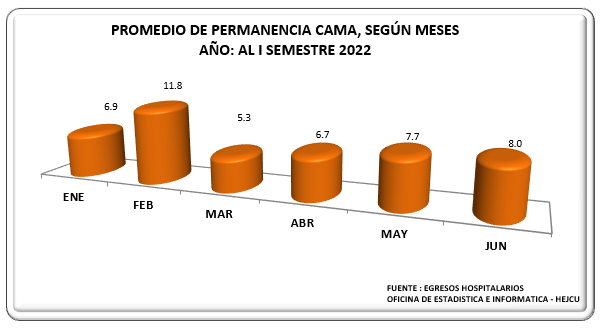 PROMEDIO DE PERMANENCIA CAMA, SEGÚN MESES
AÑO: AL I SEMESTRE 2022
6.9
11.8
5.3
6.7
7.7
8.0
ENE
FEB
MAR
ABR
MAY
JUN
FUENTE : EGRESOS HOSPITALARIOS
OFICINA DE ESTADISTICA E INFORMATICA - HEJCU